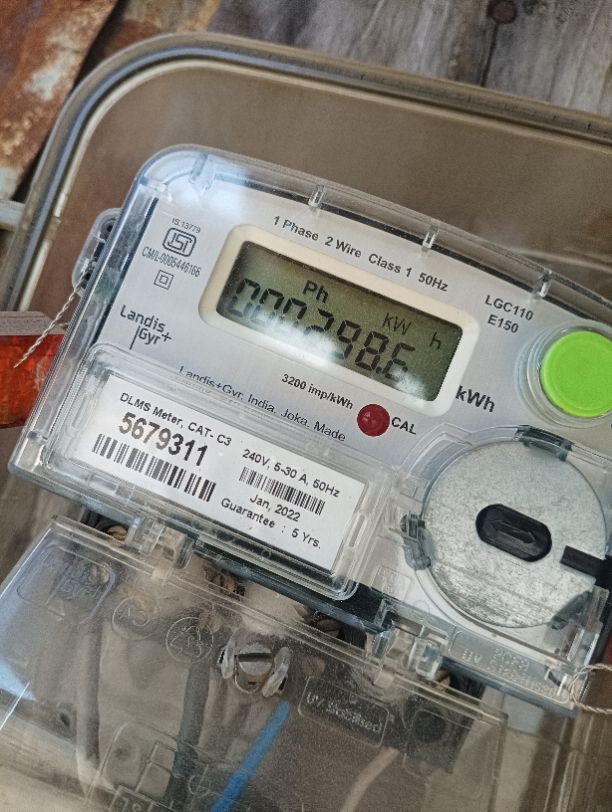 IS.13779
CM/L-0005446166
1 Phase 2 Wire Class 1 50Hz
LGC110
E150
Ph
kW h
000298.6
kWh
Landis
Gyr+
3200 imp/kWh
CAL
Landis+Gyr, India, Joka, Made
DLMS Meter, CAT- C3
5679311
240V, 5-30 A, 50Hz
Jan, 2022
Guarantee : 5 Yrs.
UV Stabilised